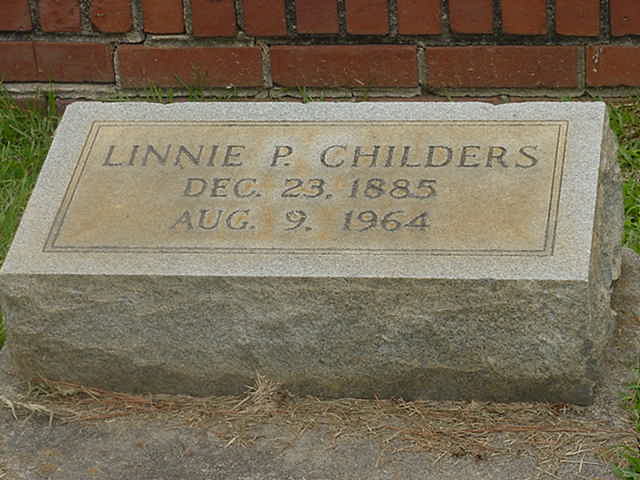 LINNIE P. CHILDERS
DEC. 23, 1885
AUG. 9, 1964